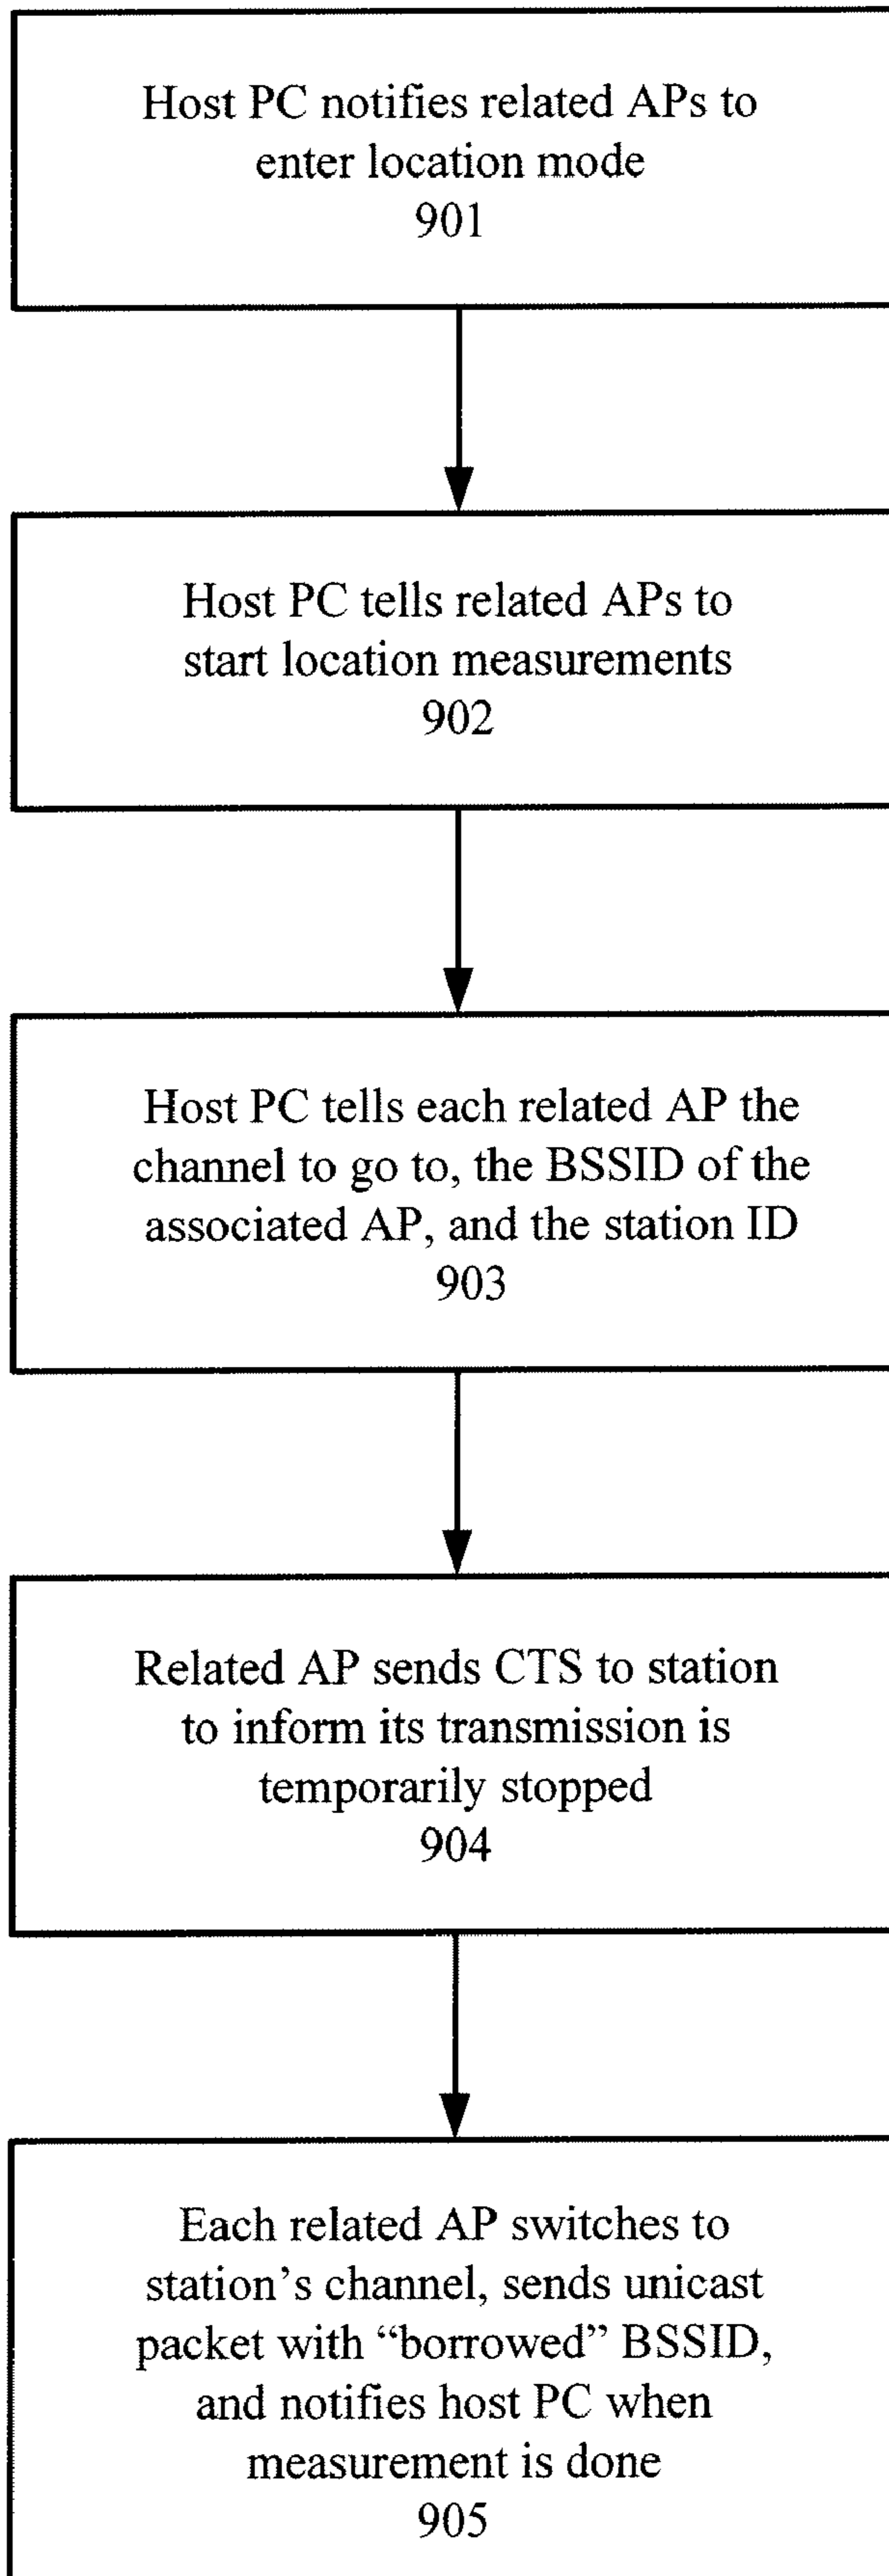 Host PC notifies related APs to
enter location mode
901
Host PC tells related APs to
start location measurements
902
Host PC tells each related AP the
channel to go to, the BSSID of the
associated AP, and the station ID
903
Related AP sends CTS to station
to inform its transmission is
temporarily stopped
904
Each related AP switches to
station’s channel, sends unicast
packet with “borrowed” BSSID,
and notifies host PC when
measurement is done
905